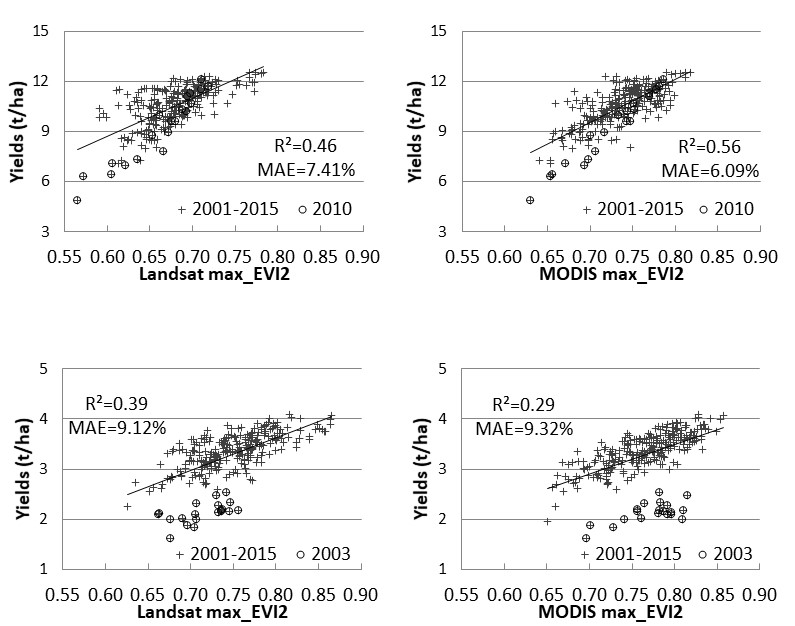 15
12
9
6
3
Yields (t/ha)
R²=0.46
MAE=7.41%
2001-2015 2010
0.55 0.60 0.65 0.70 0.75 0.80 0.85 0.90
Landsat max_EVI2
15
12
9
6
3
Yields (t/ha)
R²=0.56
MAE=6.09%
2001-2015 2010
0.55 0.60 0.65 0.70 0.75 0.80 0.85 0.90
MODIS max_EVI2
5
4
3
2
1
Yields (t/ha)
R²=0.39
MAE=9.12%
2001-2015 2003
0.55 0.60 0.65 0.70 0.75 0.80 0.85 0.90
Landsat max_EVI2
5
4
3
2
1
Yields (t/ha)
R²=0.29
MAE=9.32%
2001-2015 2003
0.55 0.60 0.65 0.70 0.75 0.80 0.85 0.90
MODIS max_EVI2